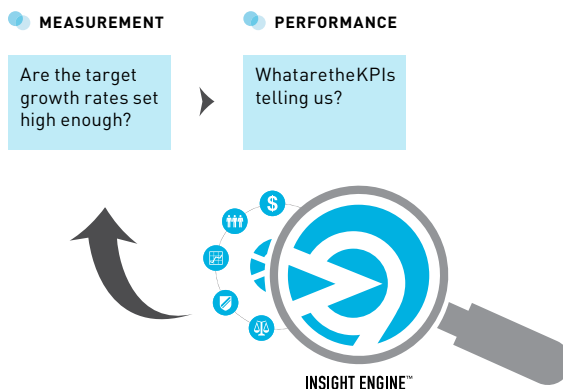 MEASUREMENT
Are the target
growth rates set
high enough?
PERFORMANCE
WhataretheKPIs
telling us?
$
INSIGHT ENGINE™